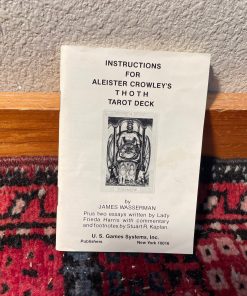 INSTRUCTIONS
FOR
ALEISTER CROWLEY'S
THOTH
TAROT DECK
by
JAMES WASSERMAN
Plus two essays written by Lady
Frieda Harris with commentary
and footnotes by Stuart R. Kaplan.
U. S. Games Systems, Inc.
Publishers New York 10016